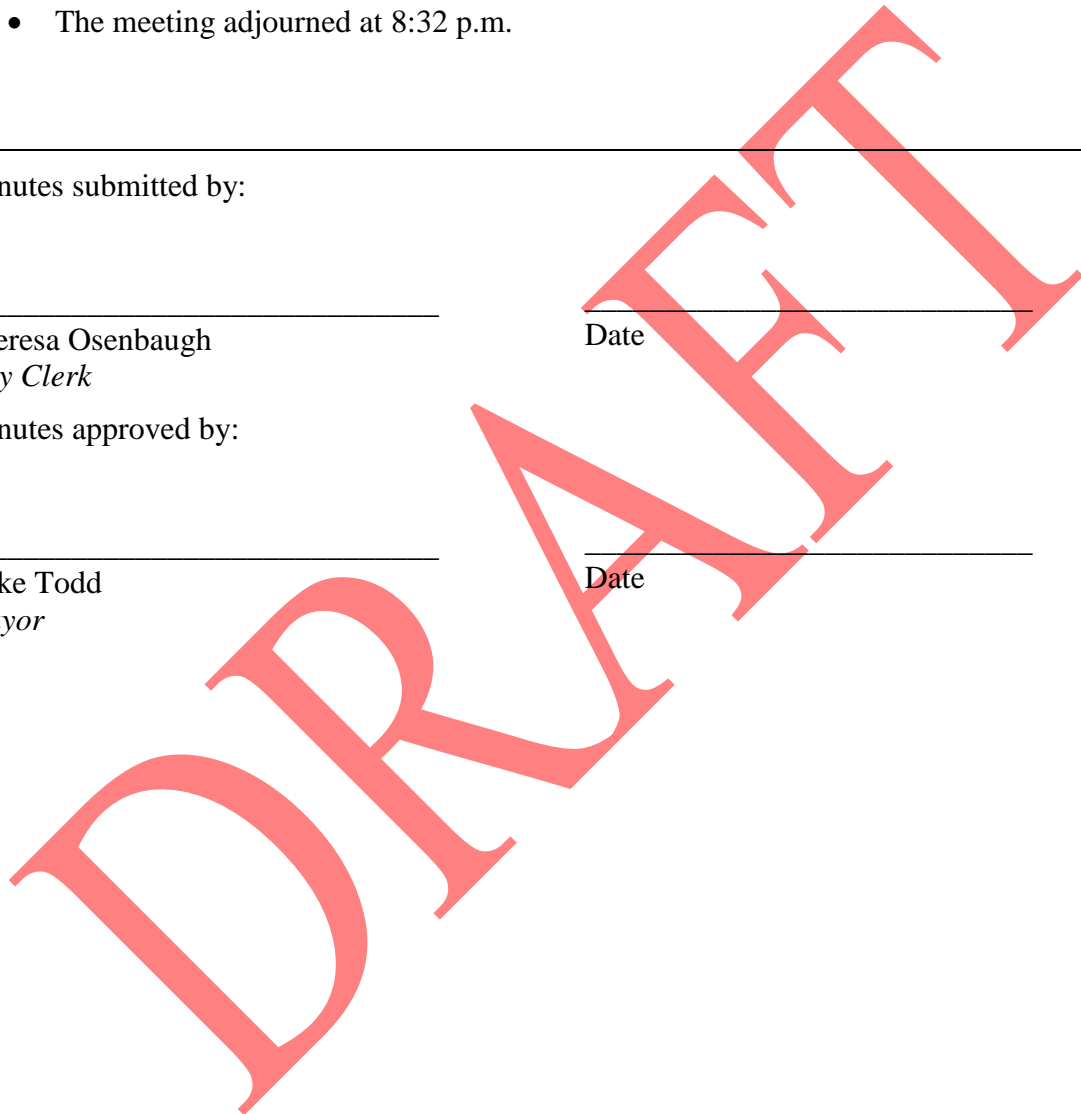 • The meeting adjourned at 8:32 p.m.
nutes submitted by:
eresa Osenbaugh
Date
y Clerk
nutes approved by:
ke Todd
Date
yor
DRAFT